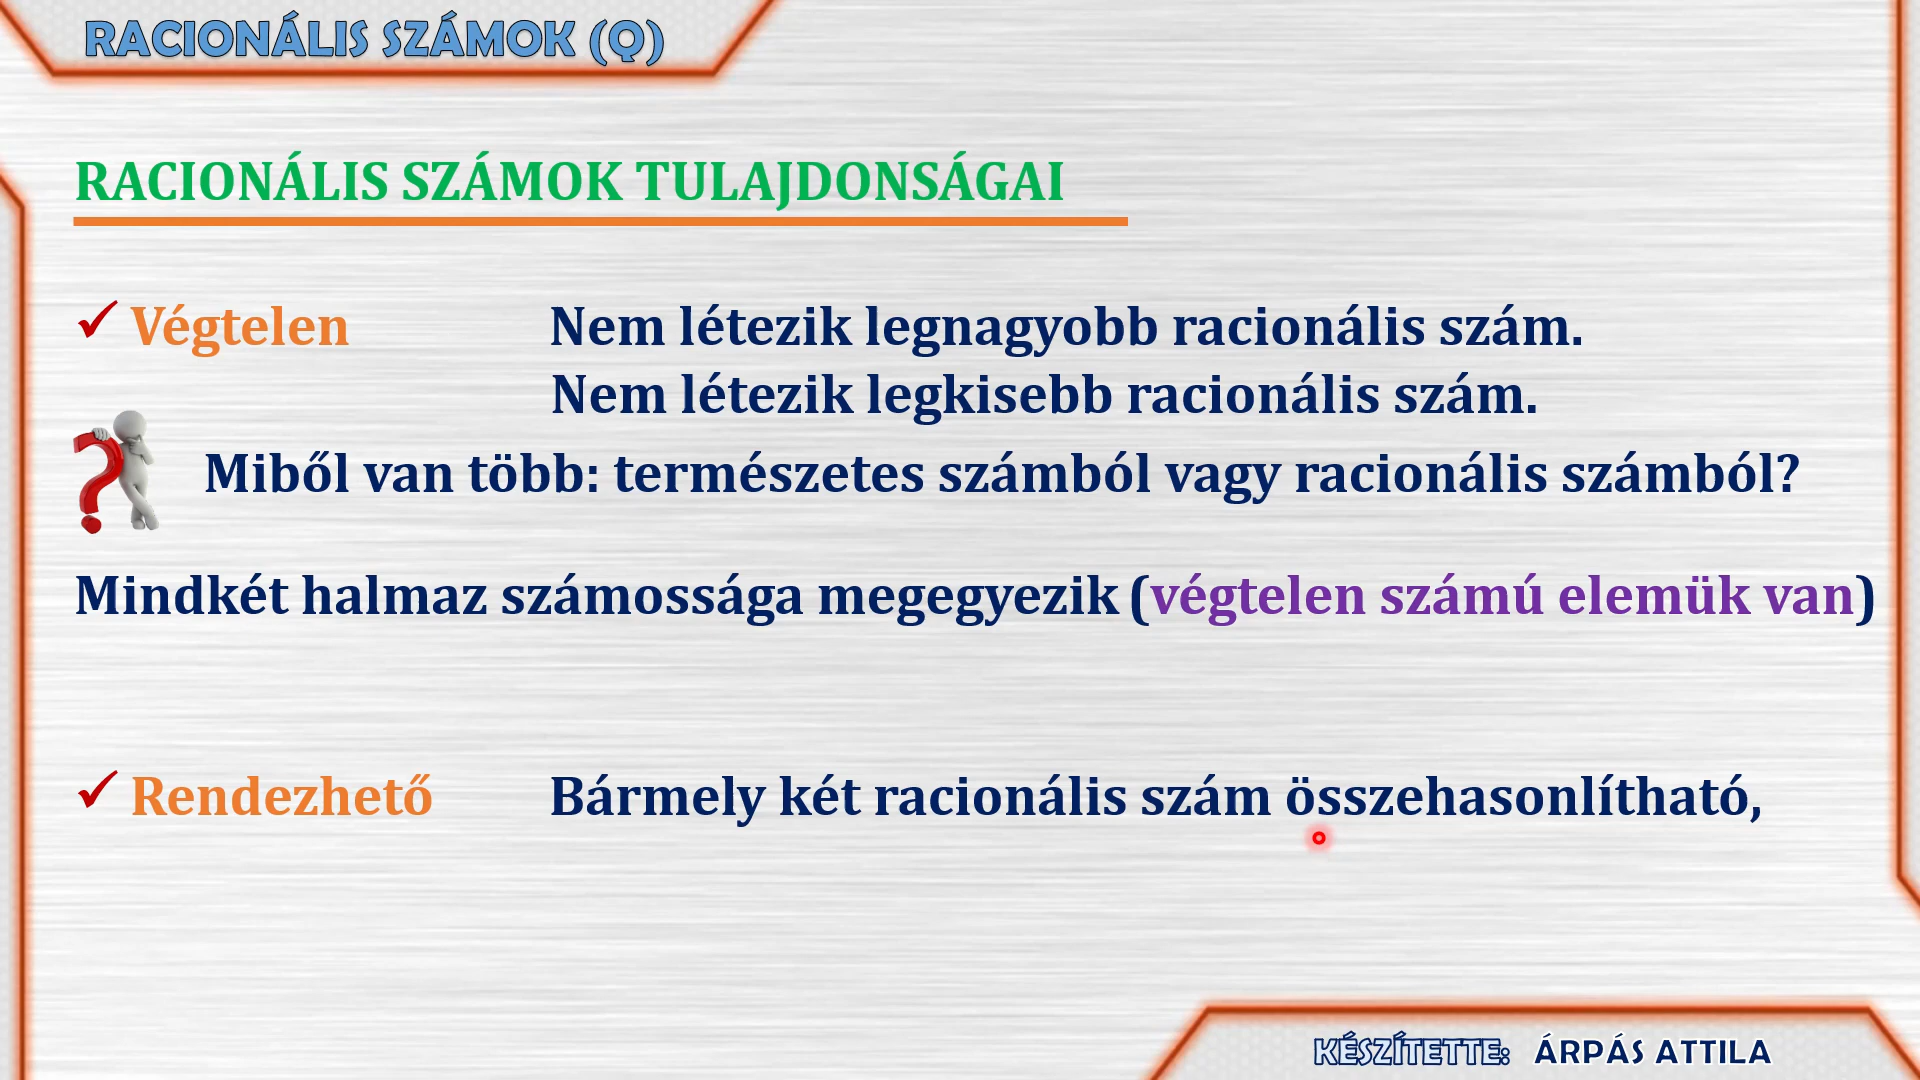 RACIONÁLIS SZÁMOK (Q)
RACIONÁLIS SZÁMOK TULAJDONSÁGAI
✓ Végtelen Nem létezik legnagyobb racionális szám.
Nem létezik legkisebb racionális szám.
Miből van több: természetes számból vagy racionális számból?
Mindkét halmaz számossága megegyezik (végtelen számú elemük van)
✓ Rendezhető Bármely két racionális szám összehasonlítható,
KÉSZÍTETTE: ÁRPÁS ATTILA